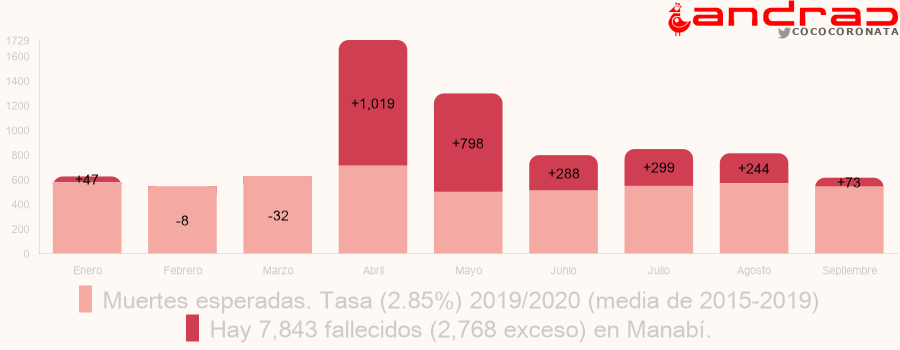 andrac
COCOCORONATA
1729
1600
1400
1200
1000
800
600
400
200
0
+47
-8
-32
+1,019
+798
+288
+299
+244
+73
Enero
Febrero
Marzo
Abril
Mayo
Junio
Julio
Agosto
Septiembre
Muertes esperadas. Tasa (2.85%) 2019/2020 (media de 2015-2019)
Hay 7,843 fallecidos (2,768 exceso) en Manabí.